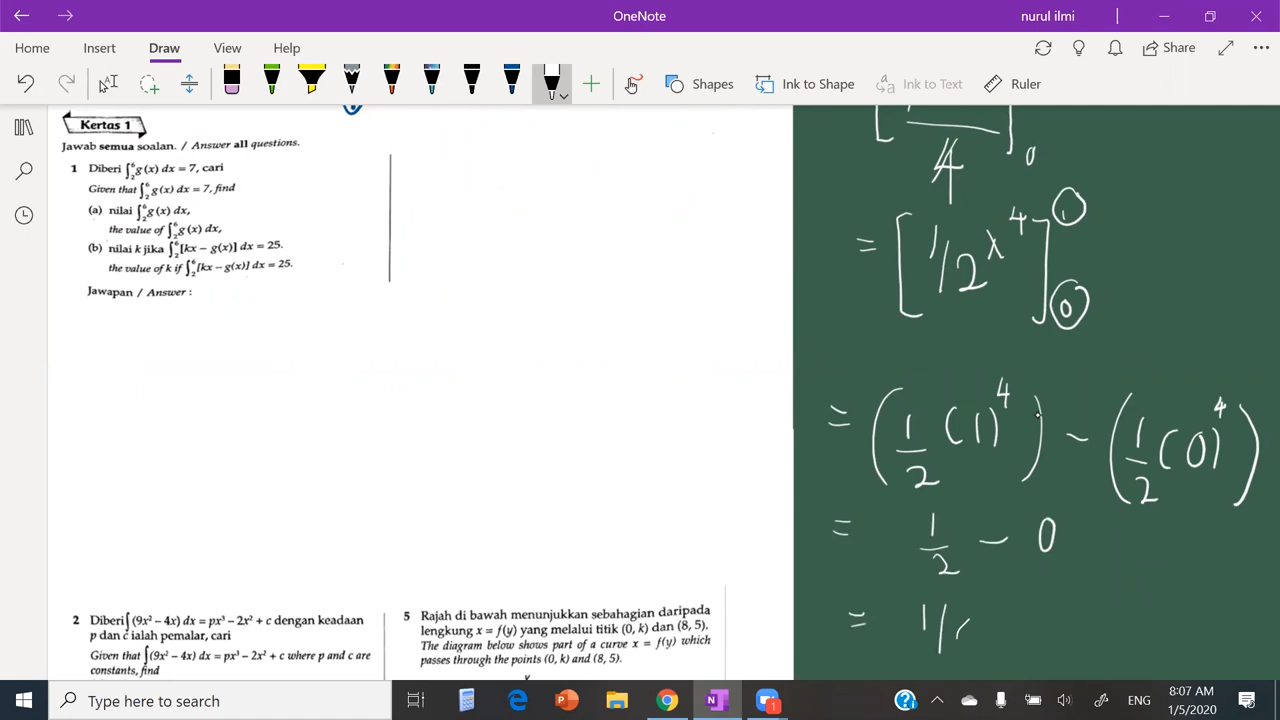 OneNote
nurul ilmi
Home Insert Draw View Help
Share
Shapes
Ink to Shape
Ink to Text
Ruler
Kertas 1
Jawab semua soalan. / Answer all questions.
1 Diberi ∫₂⁶ g(x) dx = 7, cari
Given that ∫₂⁶ g(x) dx = 7, find
(a) nilai ∫₂⁶ g(x) dx,
the value of ∫₂⁶ g(x) dx,
(b) nilai k jika ∫₂⁶ [kx – g(x)] dx = 25.
the value of k if ∫₂⁶ [kx – g(x)] dx = 25.
Jawapan / Answer :
2 Diberi ∫(9x² – 4x) dx = px³ – 2x² + c dengan keadaan
p dan c ialah pemalar, cari
Given that ∫(9x² – 4x) dx = px³ – 2x² + c where p and c are
constants, find
5 Rajah di bawah menunjukkan sebahagian daripada
lengkung x = f(y) yang melalui titik (0, k) dan (8, 5).
The diagram below shows part of a curve x = f(y) which
passes through the points (0, k) and (8, 5).
y
4 ]₀
= [1/2 x⁴]₀¹
= (1/2 (1)⁴) – (1/2 (0)⁴)
= 1/2 – 0
= 1/
Type here to search
1
ENG
8:07 AM
1/5/2020